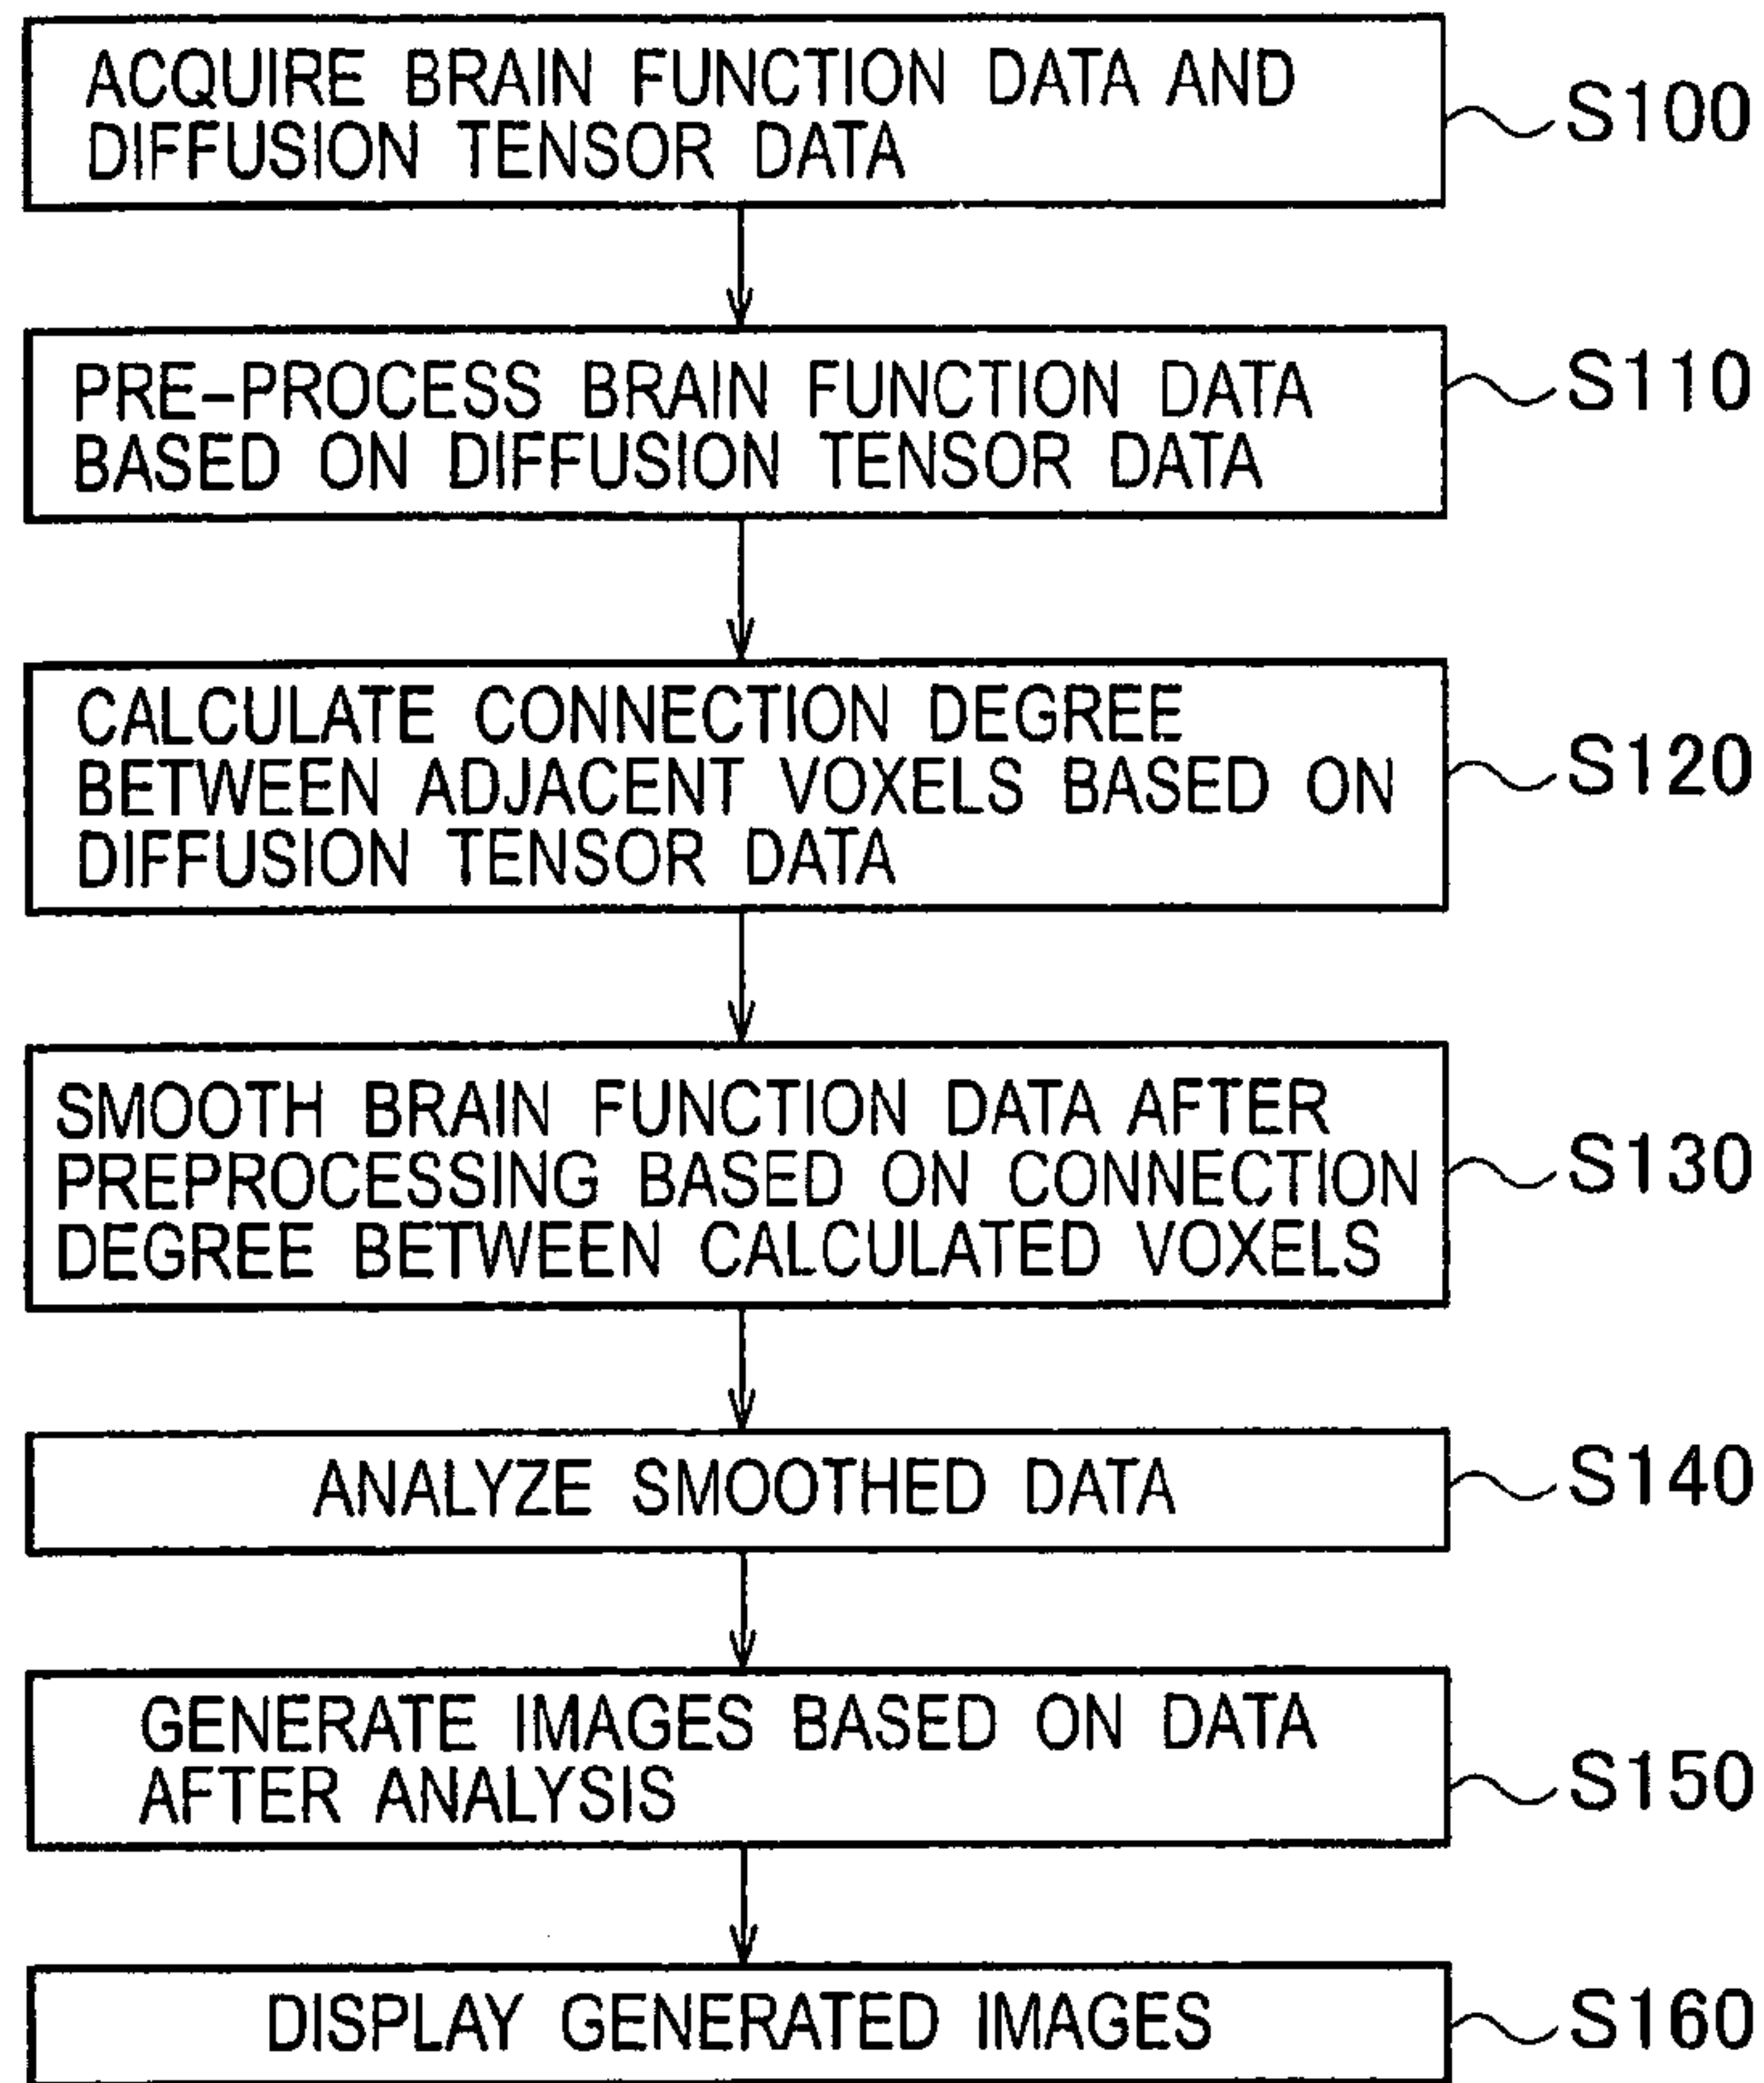 ACQUIRE BRAIN FUNCTION DATA AND
DIFFUSION TENSOR DATA
S100
PRE-PROCESS BRAIN FUNCTION DATA
BASED ON DIFFUSION TENSOR DATA
S110
CALCULATE CONNECTION DEGREE
BETWEEN ADJACENT VOXELS BASED ON
DIFFUSION TENSOR DATA
S120
SMOOTH BRAIN FUNCTION DATA AFTER
PREPROCESSING BASED ON CONNECTION
DEGREE BETWEEN CALCULATED VOXELS
S130
ANALYZE SMOOTHED DATA
S140
GENERATE IMAGES BASED ON DATA
AFTER ANALYSIS
S150
DISPLAY GENERATED IMAGES
S160